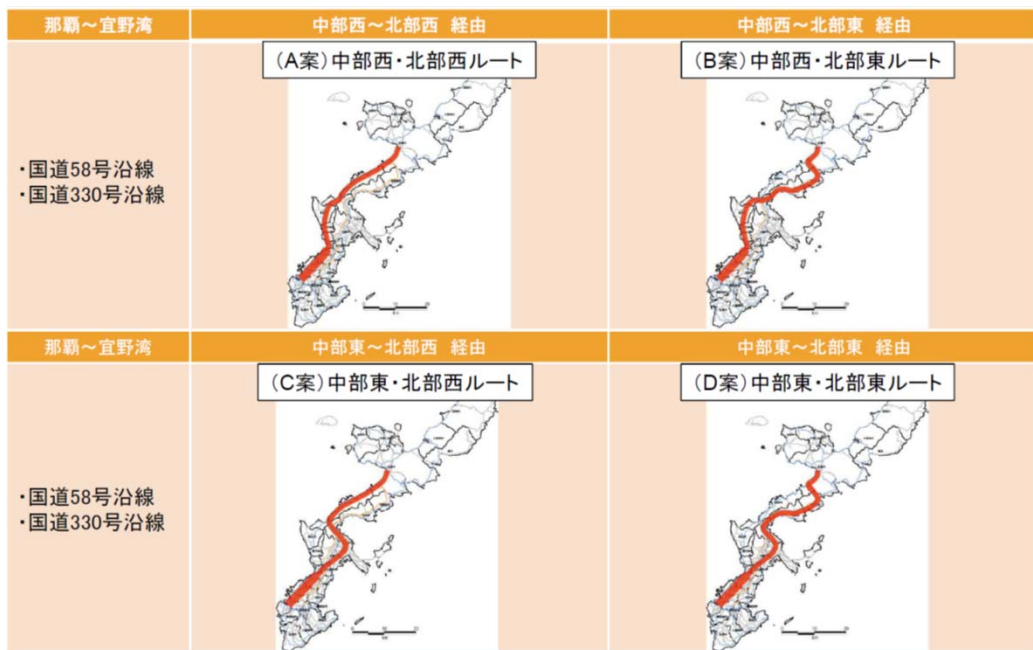 那覇～宜野湾
中部西～北部西 経由
中部西～北部東 経由
・国道58号沿線
・国道330号沿線
（A案）中部西・北部西ルート
（B案）中部西・北部東ルート
那覇～宜野湾
中部東～北部西 経由
中部東～北部東 経由
・国道58号沿線
・国道330号沿線
（C案）中部東・北部西ルート
（D案）中部東・北部東ルート